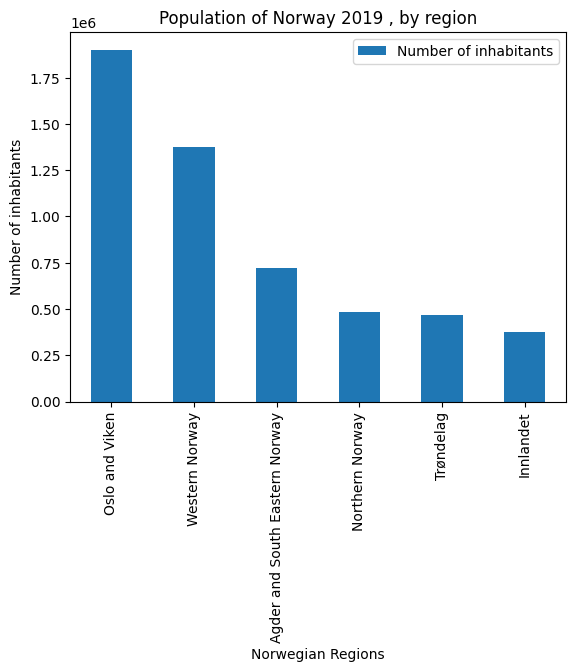 Population of Norway 2019 , by region
1e6
Number of inhabitants
Number of inhabitants
1.75
1.50
1.25
1.00
0.75
0.50
0.25
0.00
Oslo and Viken
Western Norway
Agder and South Eastern Norway
Northern Norway
Trøndelag
Innlandet
Norwegian Regions